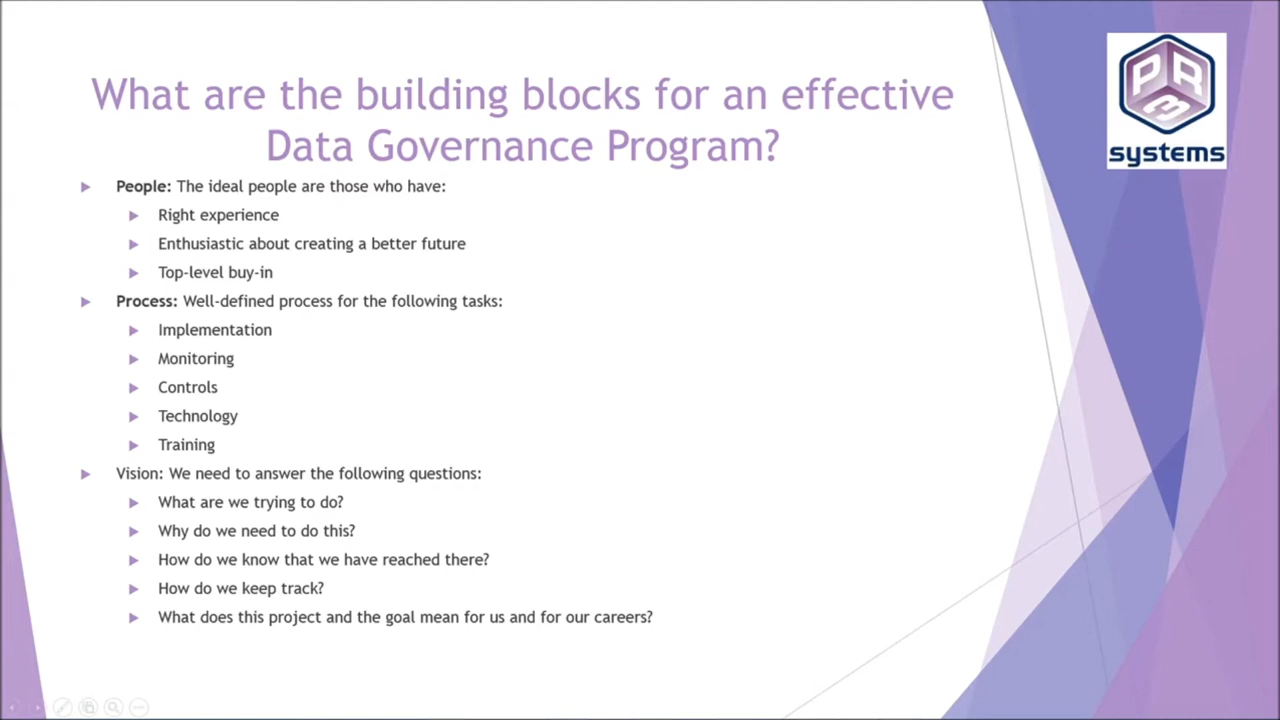 What are the building blocks for an effective
Data Governance Program?
PR3
systems
People: The ideal people are those who have:
Right experience
Enthusiastic about creating a better future
Top-level buy-in
Process: Well-defined process for the following tasks:
Implementation
Monitoring
Controls
Technology
Training
Vision: We need to answer the following questions:
What are we trying to do?
Why do we need to do this?
How do we know that we have reached there?
How do we keep track?
What does this project and the goal mean for us and for our careers?